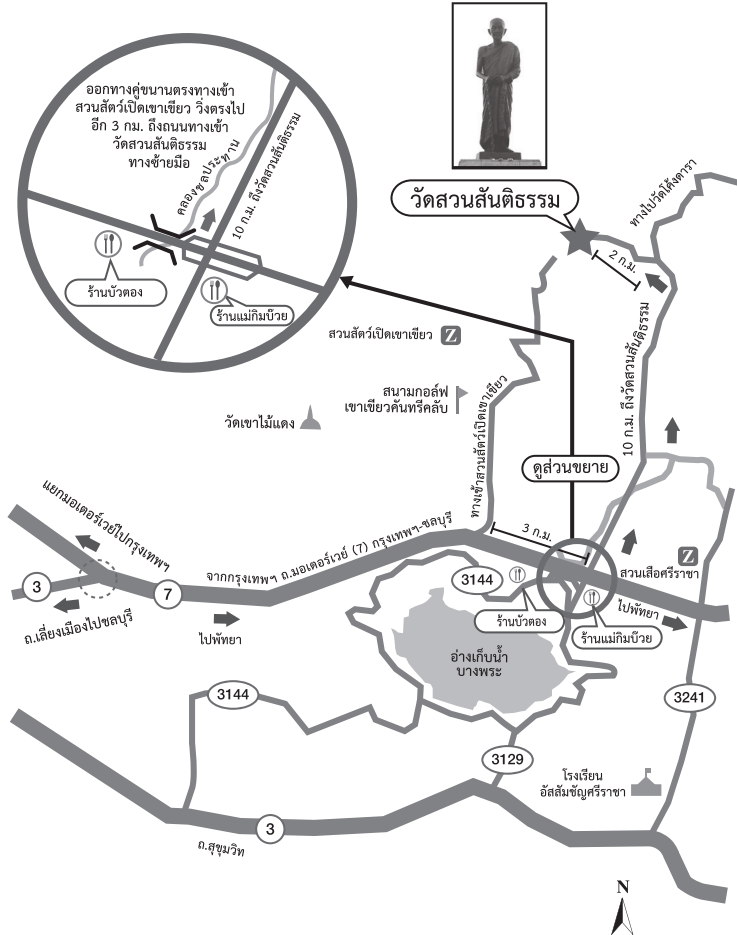 ออกทางคู่ขนานตรงทางเข้า
สวนสัตว์เปิดเขาเขียว วิ่งตรงไป
อีก 3 กม. ถึงถนนทางเข้า
วัดสวนสันติธรรม
ทางซ้ายมือ
คลองชลประทาน
10 ก.ม. ถึงวัดสวนสันติธรรม
ร้านบัวตอง
ร้านแม่กิมบ๊วย
วัดสวนสันติธรรม
ทางไปวัดโค้งดารา
2 ก.ม.
สวนสัตว์เปิดเขาเขียว Z
สนามกอล์ฟ
เขาเขียวคันทรีคลับ
วัดเขาไม้แดง
ทางเข้าสวนสัตว์เปิดเขาเขียว
10 ก.ม. ถึงวัดสวนสันติธรรม
ดูส่วนขยาย
แยกมอเตอร์เวย์ไปกรุงเทพฯ
จากกรุงเทพฯ ถ.มอเตอร์เวย์ (7) กรุงเทพฯ-ชลบุรี
3 ก.ม.
Z
สวนเสือศรีราชา
3
7
3144
ถ.เลี่ยงเมืองไปชลบุรี
ไปพัทยา
ร้านบัวตอง
ร้านแม่กิมบ๊วย
ไปพัทยา
อ่างเก็บน้ำ
บางพระ
3144
3241
3129
โรงเรียน
อัสสัมชัญศรีราชา
3
ถ.สุขุมวิท
N